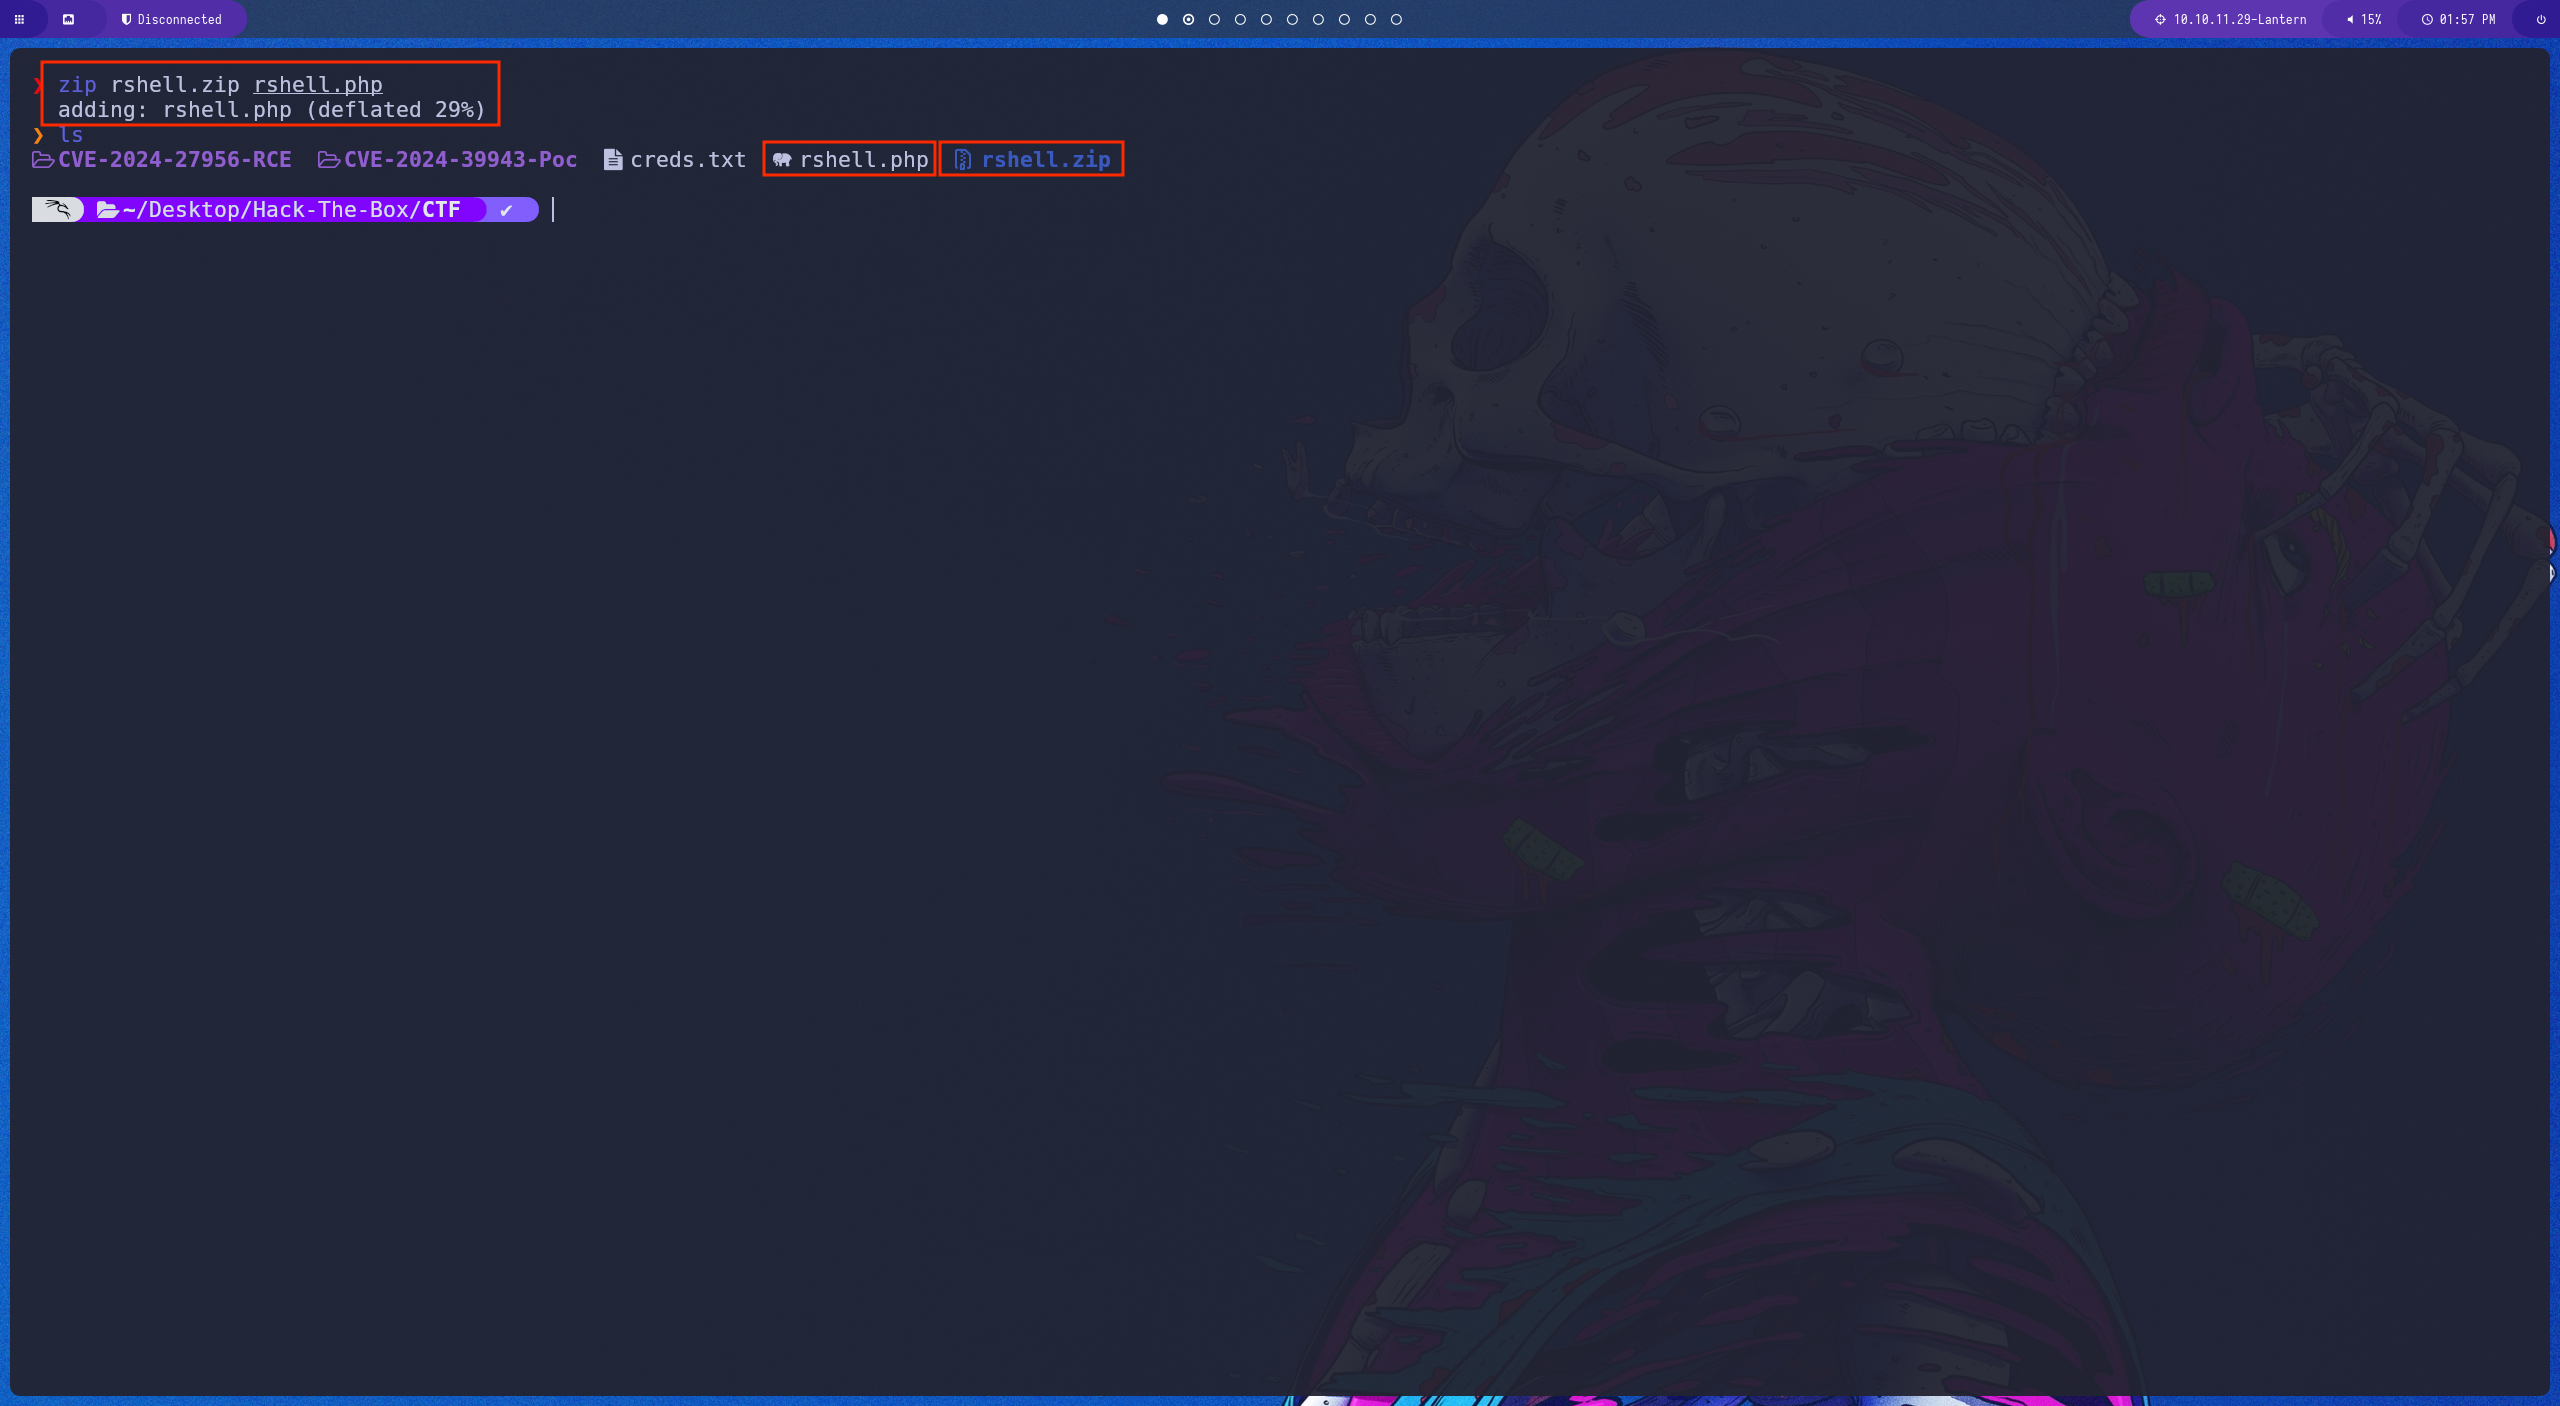 Disconnected
10.10.11.29-Lantern 15% 01:57 PM
❯ zip rshell.zip rshell.php
adding: rshell.php (deflated 29%)
❯ ls
CVE-2024-27956-RCE CVE-2024-39943-Poc creds.txt rshell.php rshell.zip
~/Desktop/Hack-The-Box/CTF ✔